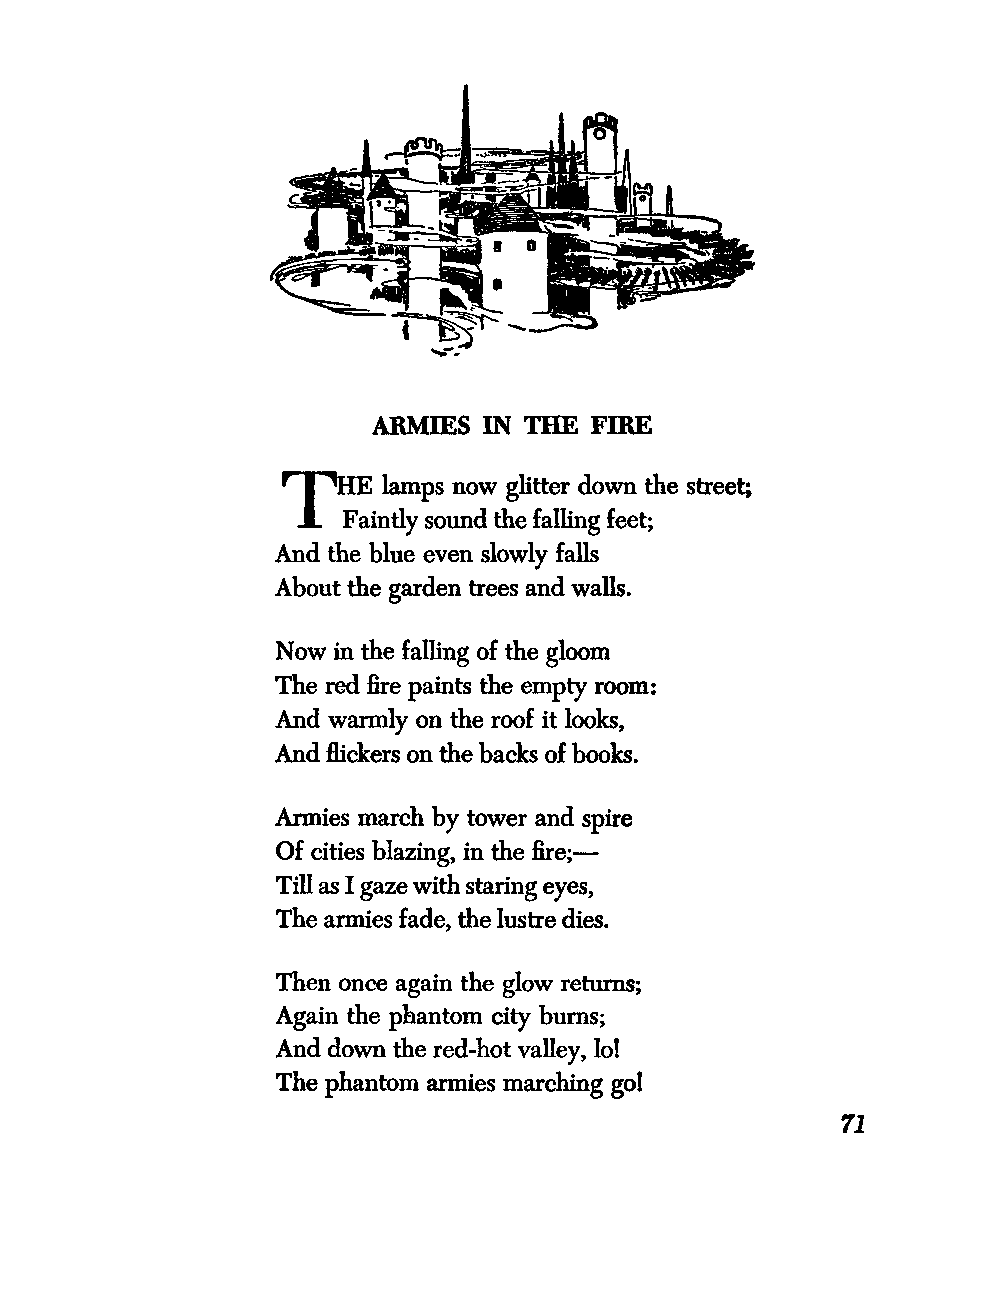 ARMIES IN THE FIRE
THE lamps now glitter down the street;
Faintly sound the falling feet;
And the blue even slowly falls
About the garden trees and walls.
Now in the falling of the gloom
The red fire paints the empty room:
And warmly on the roof it looks,
And flickers on the backs of books.
Armies march by tower and spire
Of cities blazing, in the fire;—
Till as I gaze with staring eyes,
The armies fade, the lustre dies.
Then once again the glow returns;
Again the phantom city burns;
And down the red-hot valley, lo!
The phantom armies marching go!
71